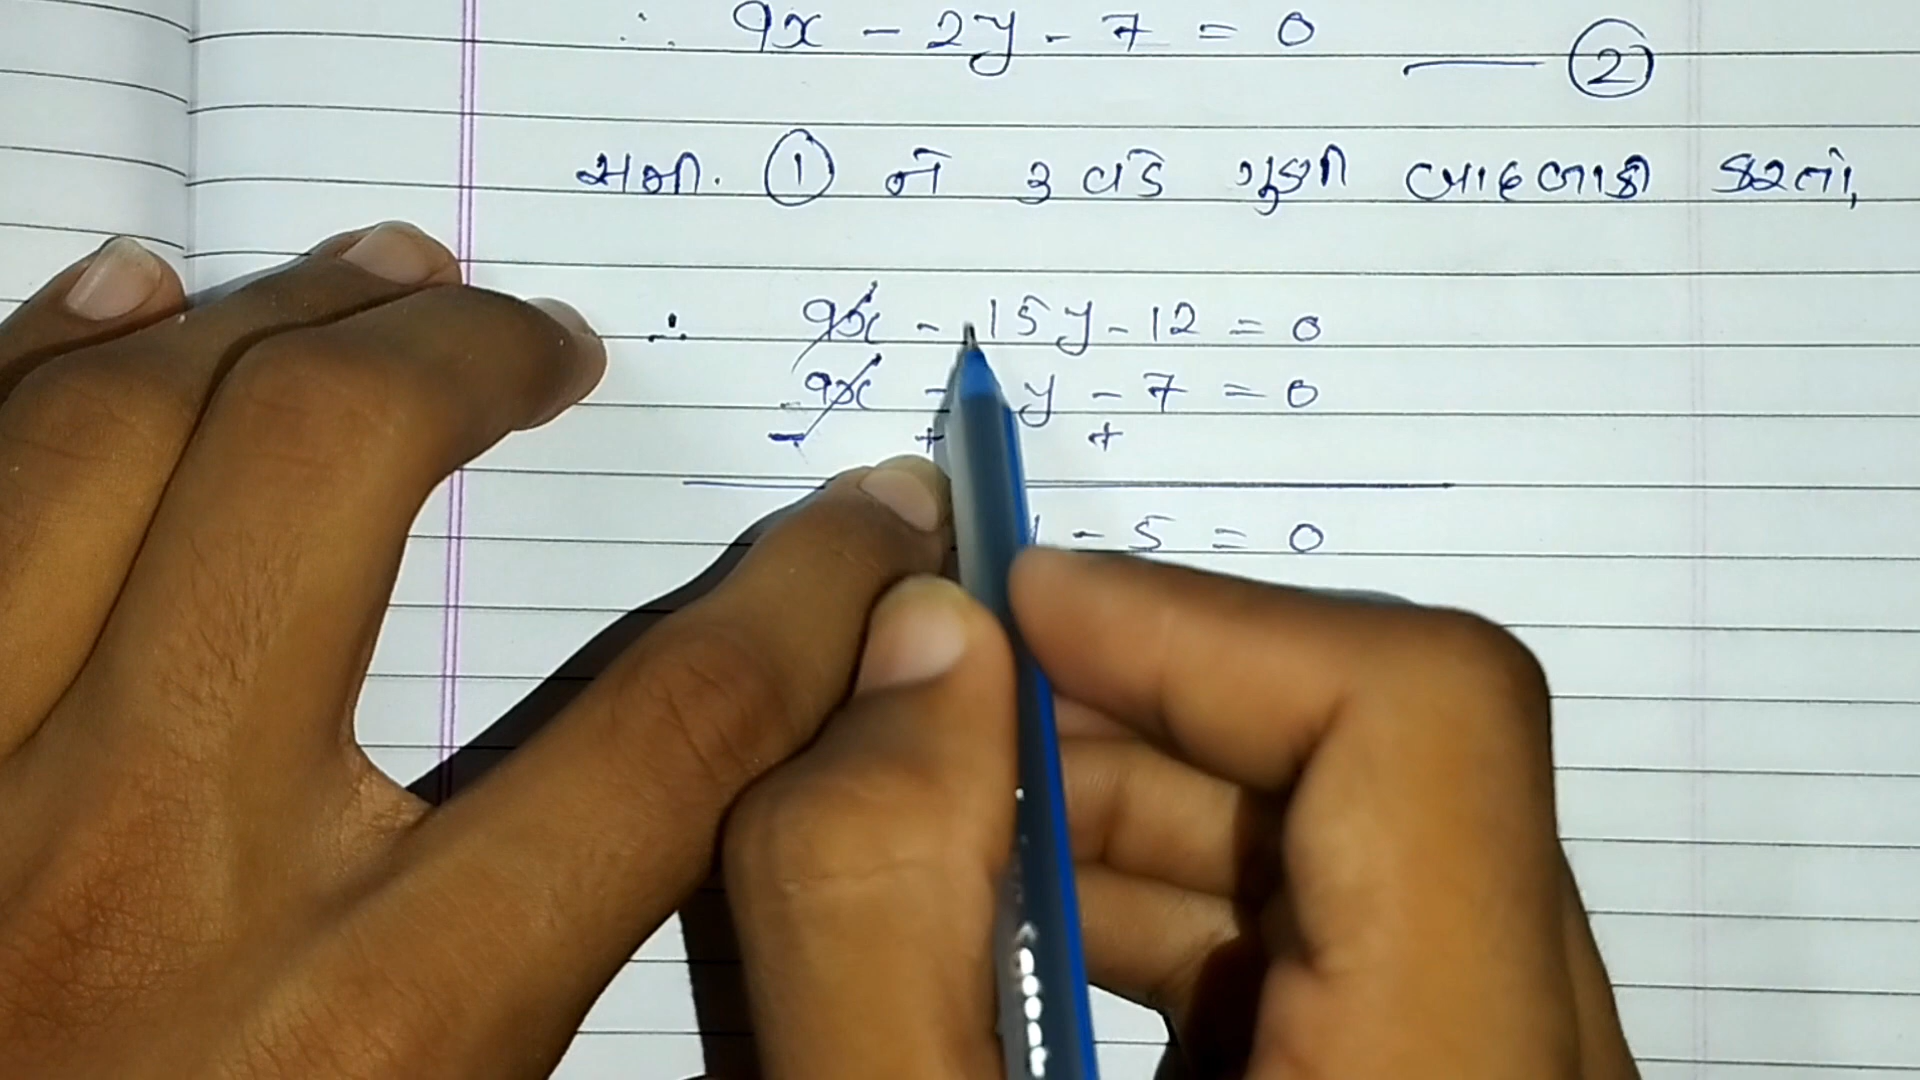 ∴ 9x - 2y - 7 = 0 —— ②
સમી. ① ને ૩ વડે ગુણી બાદબાકી કરતાં,
∴ 9x - 15y - 12 = 0
9x - y - 7 = 0
- + +
- 5 = 0